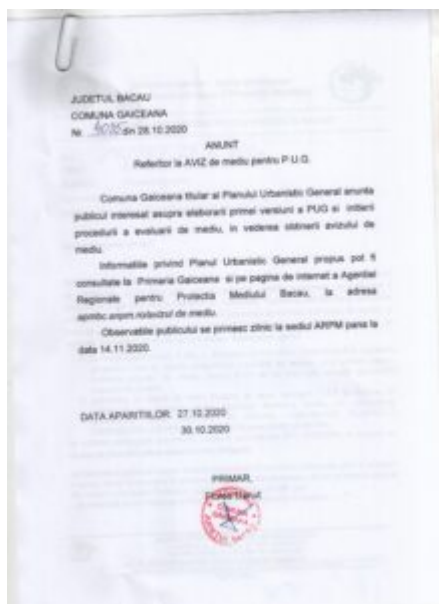 JUDETUL BACAU
COMUNA GAICEANA
Nr. din 28.10.2020
ANUNT
Referitor la AVIZ de mediu pentru P.U.G.
Comuna Gaiceana titular al Planului Urbanistic General anunta
publicul interesat asupra elaborarii primei versiuni a PUG si initierii
procedurii a evaluarii de mediu, in vederea obtinerii avizului de
mediu.
Informatiile privind Planul Urbanistic General propus pot fi
consultate la Primaria Gaiceana si pe pagina de internet a Agentiei
Regionale pentru Protectia Mediului Bacau, la adresa
de mediu.
Observatiile publicului se primesc zilnic la sediul ARPM pana la
data 14.11.2020.
DATA APARITIILOR: 27.10.2020
30.10.2020
PRIMAR,